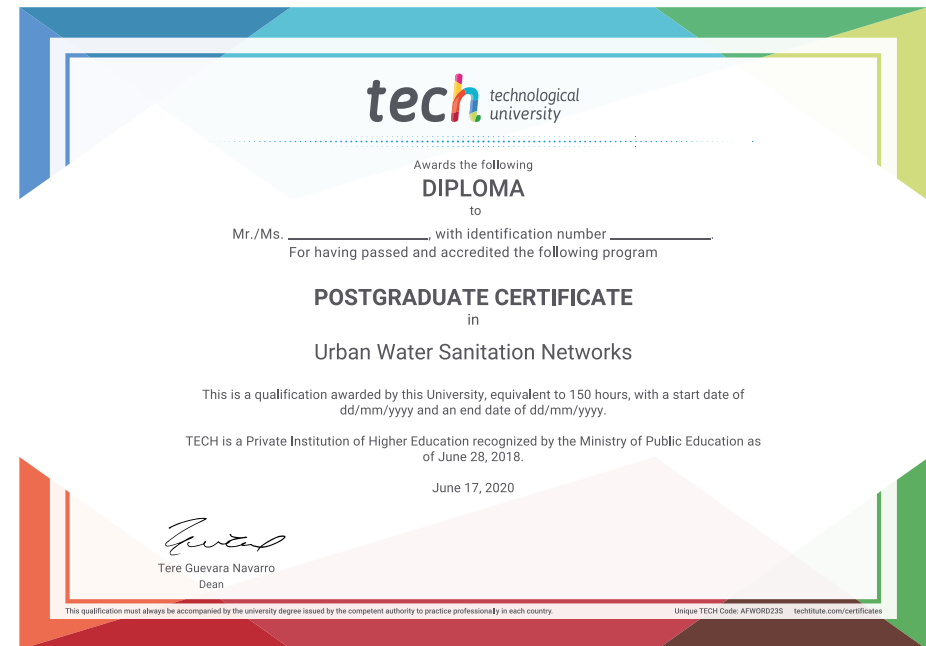 tech technological
university
Awards the following
DIPLOMA
to
Mr./Ms. ____________________, with identification number ______________.
For having passed and accredited the following program
POSTGRADUATE CERTIFICATE
in
Urban Water Sanitation Networks
This is a qualification awarded by this University, equivalent to 150 hours, with a start date of
dd/mm/yyyy and an end date of dd/mm/yyyy.
TECH is a Private Institution of Higher Education recognized by the Ministry of Public Education as
of June 28, 2018.
June 17, 2020
Tere Guevara Navarro
Dean
This qualification must always be accompanied by the university degree issued by the competent authority to practice professionally in each country. Unique TECH Code: AFWORD23S techtitute.com/certificates